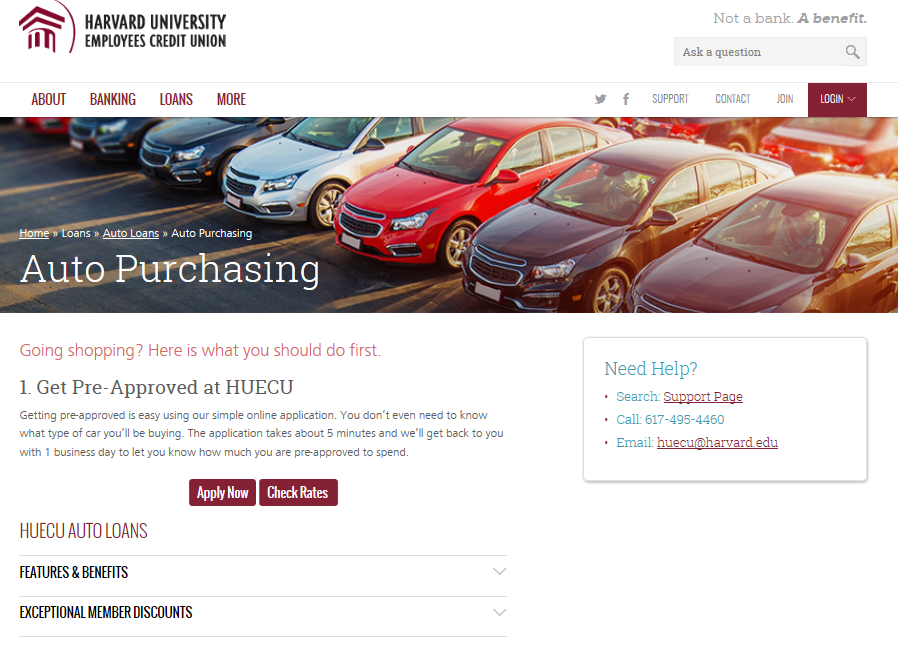 HARVARD UNIVERSITY
EMPLOYEES CREDIT UNION
Not a bank. A benefit.
Ask a question
ABOUT BANKING LOANS MORE
SUPPORT CONTACT JOIN LOGIN
Home » Loans » Auto Loans » Auto Purchasing
Auto Purchasing
Going shopping? Here is what you should do first.
1. Get Pre-Approved at HUECU
Getting pre-approved is easy using our simple online application. You don't even need to know
what type of car you'll be buying. The application takes about 5 minutes and we'll get back to you
with 1 business day to let you know how much you are pre-approved to spend.
Apply Now Check Rates
HUECU AUTO LOANS
FEATURES & BENEFITS
EXCEPTIONAL MEMBER DISCOUNTS
Need Help?
• Search: Support Page
• Call: 617-495-4460
• Email: huecu@harvard.edu